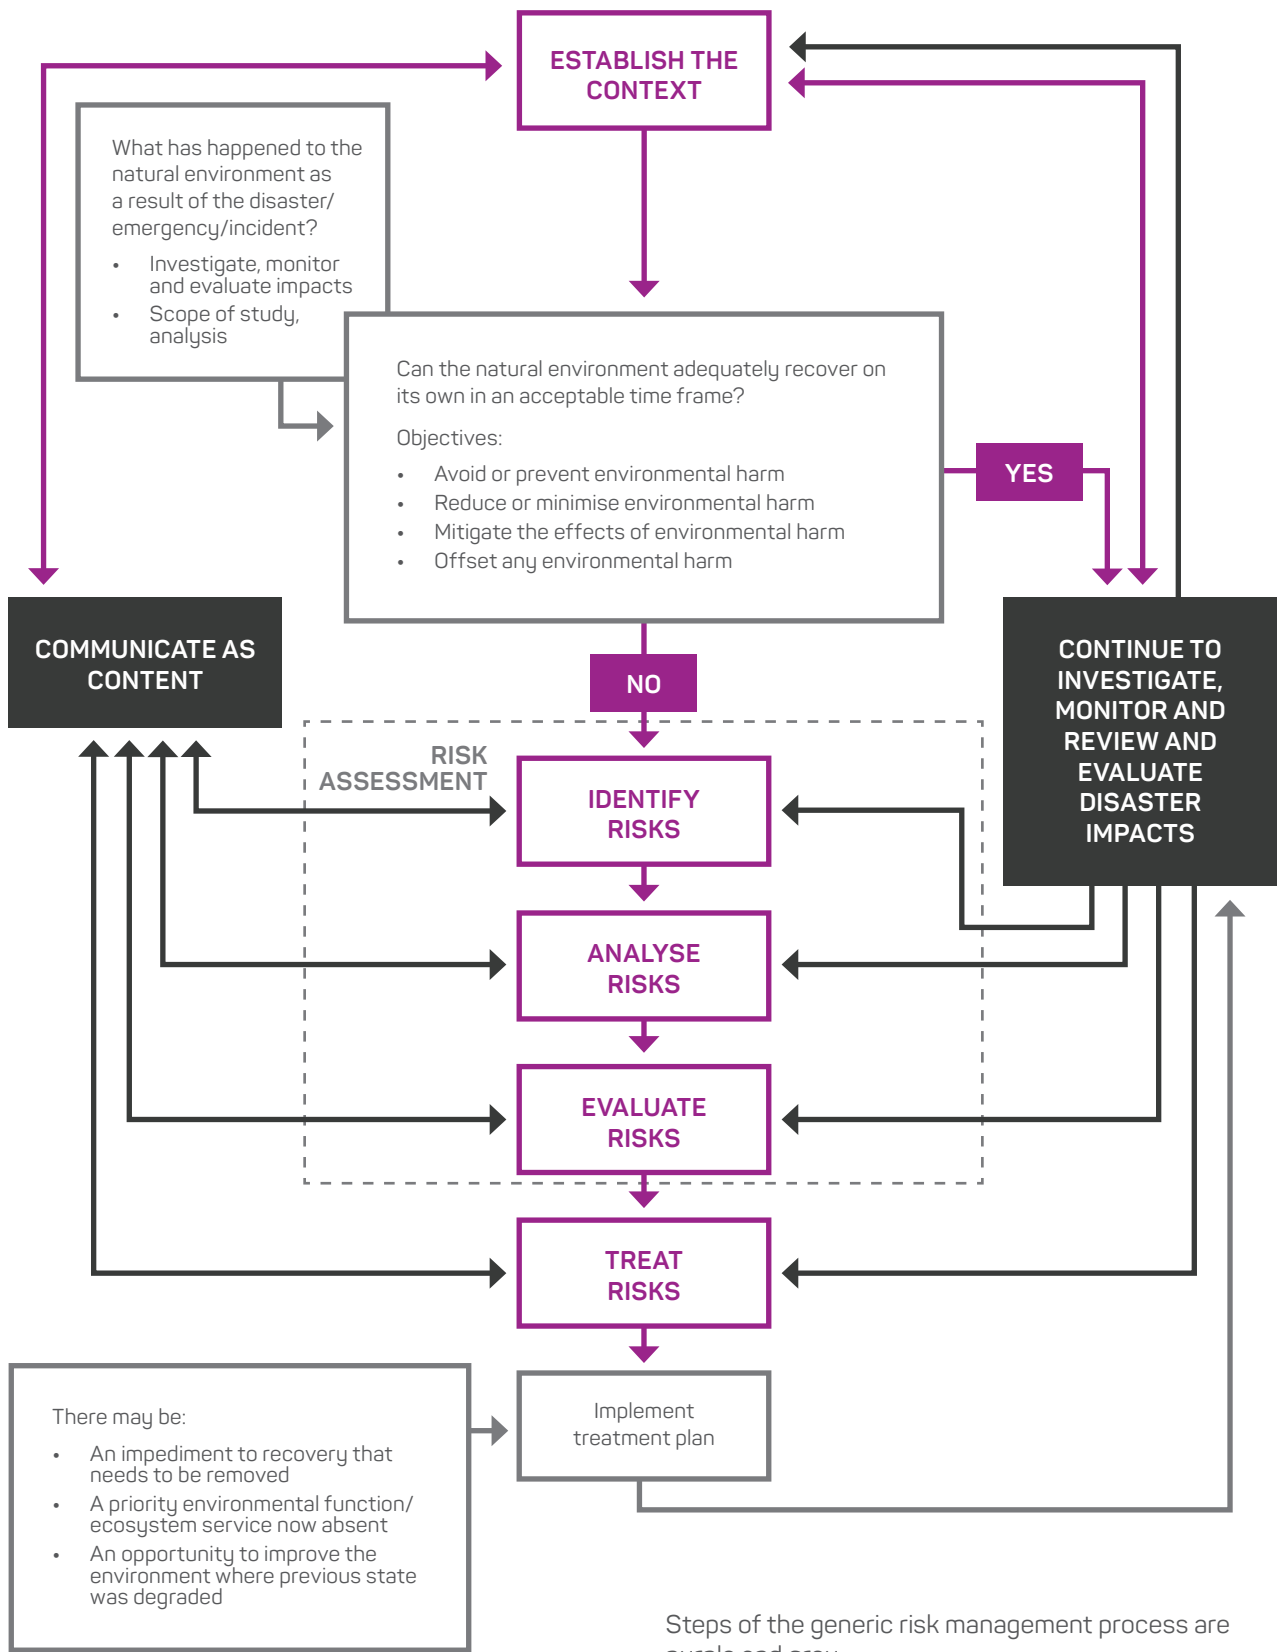 ESTABLISH THE
CONTEXT
What has happened to the
natural environment as
a result of the disaster/
emergency/incident?
• Investigate, monitor
and evaluate impacts
• Scope of study,
analysis
Can the natural environment adequately recover on
its own in an acceptable time frame?
Objectives:
• Avoid or prevent environmental harm
• Reduce or minimise environmental harm
• Mitigate the effects of environmental harm
• Offset any environmental harm
YES
COMMUNICATE AS
CONTENT
NO
CONTINUE TO
INVESTIGATE,
MONITOR AND
REVIEW AND
EVALUATE
DISASTER
IMPACTS
RISK
ASSESSMENT
IDENTIFY
RISKS
ANALYSE
RISKS
EVALUATE
RISKS
TREAT
RISKS
Implement
treatment plan
There may be:
• An impediment to recovery that
needs to be removed
• A priority environmental function/
ecosystem service now absent
• An opportunity to improve the
environment where previous state
was degraded
Steps of the generic risk management process are